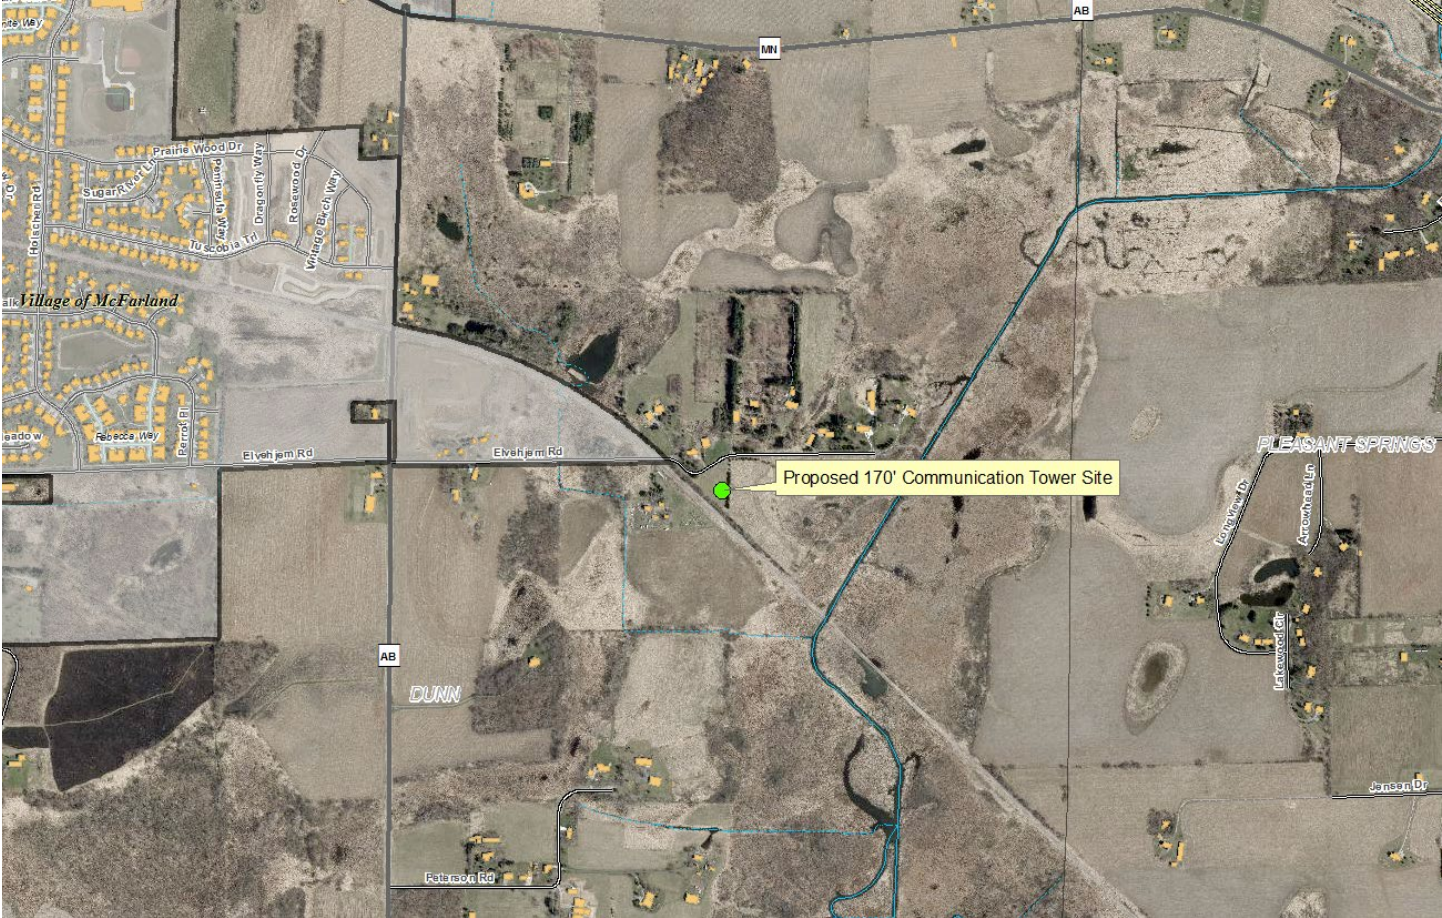 AB
MN
Prairie Wood Dr
Sugar River Ln
Peninsula Way
Dragonfly Way
Rosewood Dr
Vintage Birch Way
Holscher Rd
Tuscobia Trl
Village of McFarland
Rebecca Way
Perrot Pl
Elvehjem Rd
Elvehjem Rd
PLEASANT SPRINGS
Proposed 170' Communication Tower Site
Longview Dr
Arrowhead Ln
Lakewood Cir
AB
DUNN
Jensen Dr
Peterson Rd